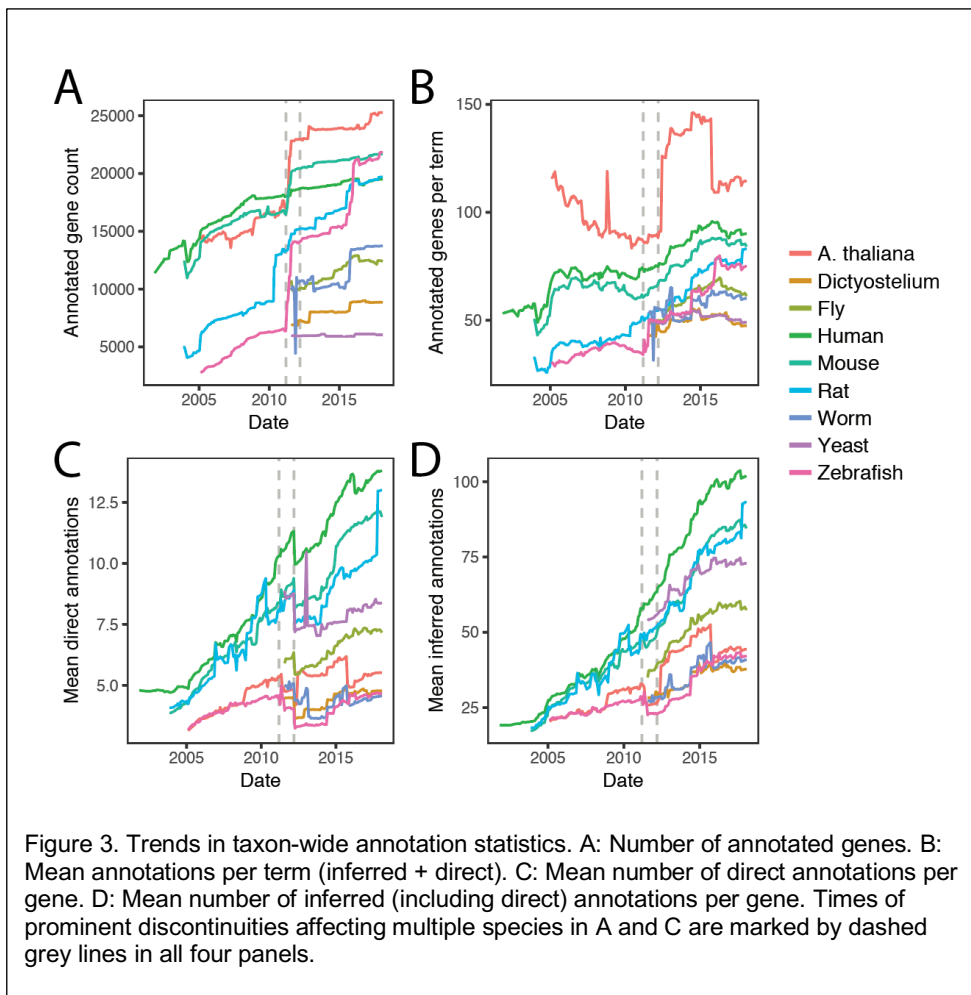 A
Annotated gene count
25000
20000
15000
10000
5000
2005 2010 2015
Date
B
Annotated genes per term
150
100
50
2005 2010 2015
Date
A. thaliana
Dictyostelium
Fly
Human
Mouse
Rat
Worm
Yeast
Zebrafish
C
Mean direct annotations
12.5
10.0
7.5
5.0
2005 2010 2015
Date
D
Mean inferred annotations
100
75
50
25
2005 2010 2015
Date
Figure 3. Trends in taxon-wide annotation statistics. A: Number of annotated genes. B:
Mean annotations per term (inferred + direct). C: Mean number of direct annotations per
gene. D: Mean number of inferred (including direct) annotations per gene. Times of
prominent discontinuities affecting multiple species in A and C are marked by dashed
grey lines in all four panels.